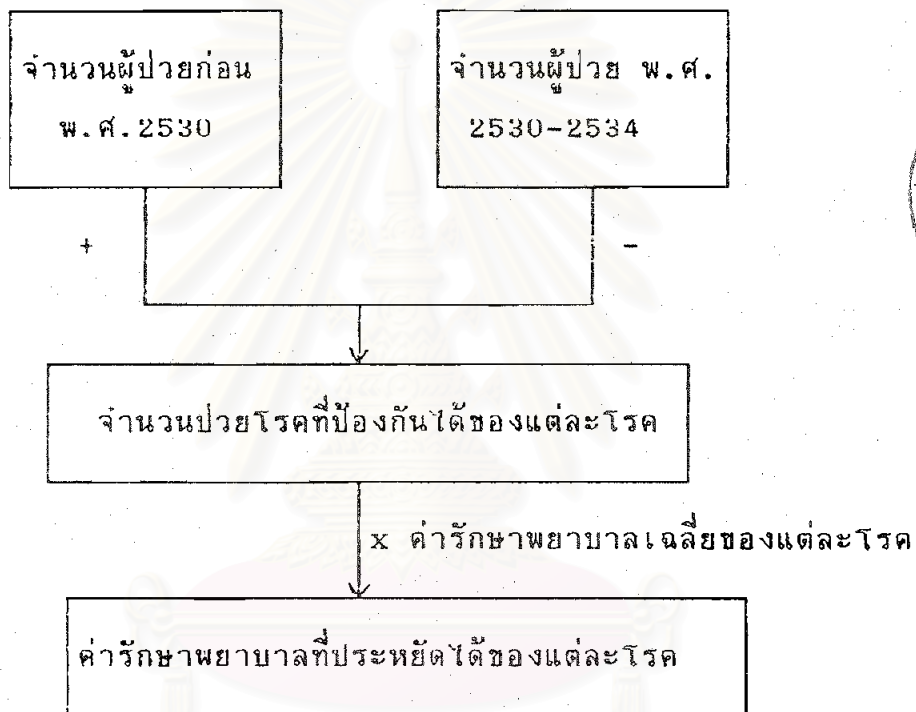 จำนวนผู้ป่วยก่อน
พ.ศ.2530
จำนวนผู้ป่วย พ.ศ.
2530-2534
+
-
จำนวนป่วยโรคที่ป้องกันได้ของแต่ละโรค
x ค่ารักษาพยาบาลเฉลี่ยของแต่ละโรค
ค่ารักษาพยาบาลที่ประหยัดได้ของแต่ละโรค